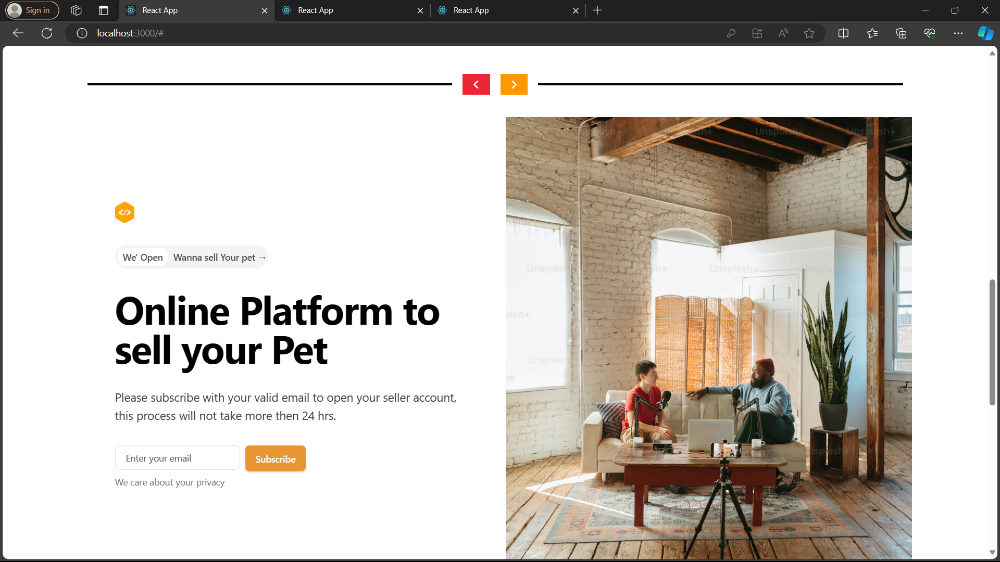 Sign in
React App
React App
React App
localhost:3000/#
We' Open Wanna sell Your pet →
Online Platform to
sell your Pet
Please subscribe with your valid email to open your seller account,
this process will not take more then 24 hrs.
Enter your email
Subscribe
We care about your privacy
Unsplash+
Unsplash+
Unsplash+